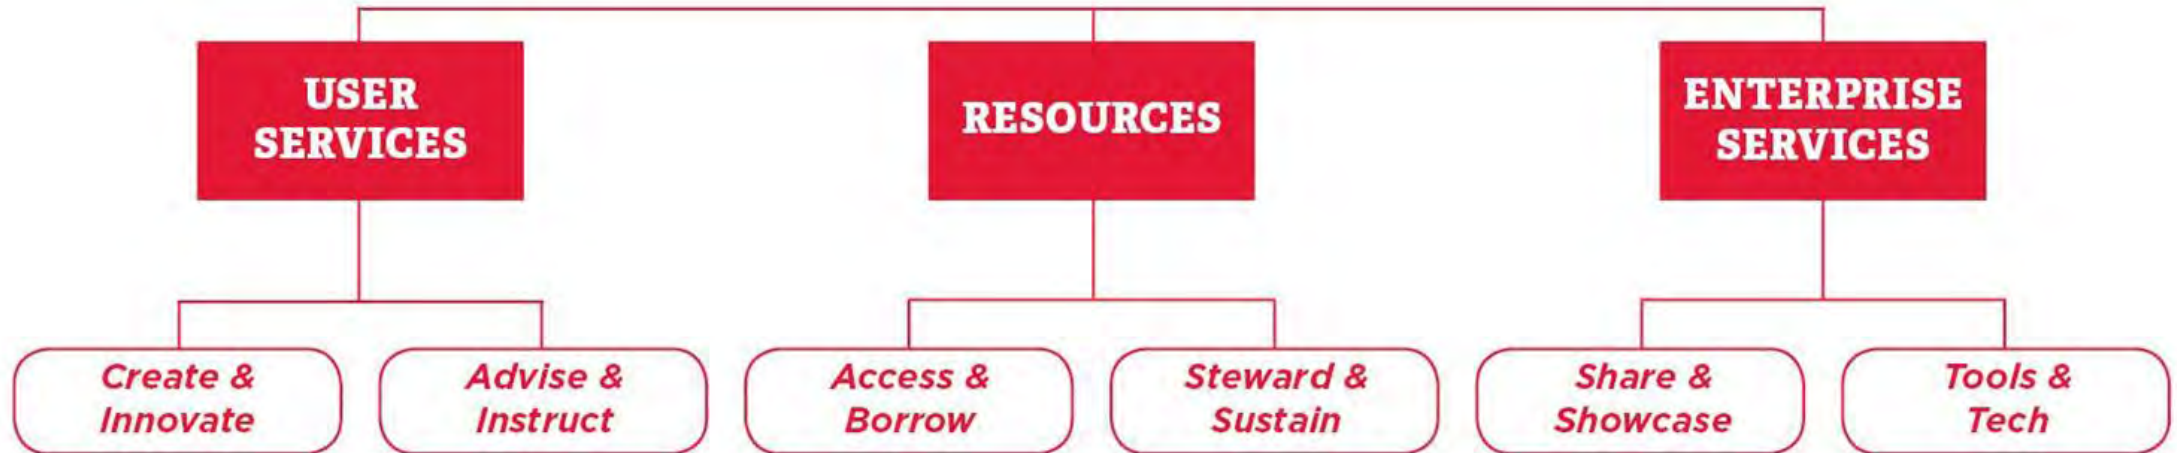 USER
SERVICES
RESOURCES
ENTERPRISE
SERVICES
Create &
Innovate
Advise &
Instruct
Access &
Borrow
Steward &
Sustain
Share &
Showcase
Tools &
Tech